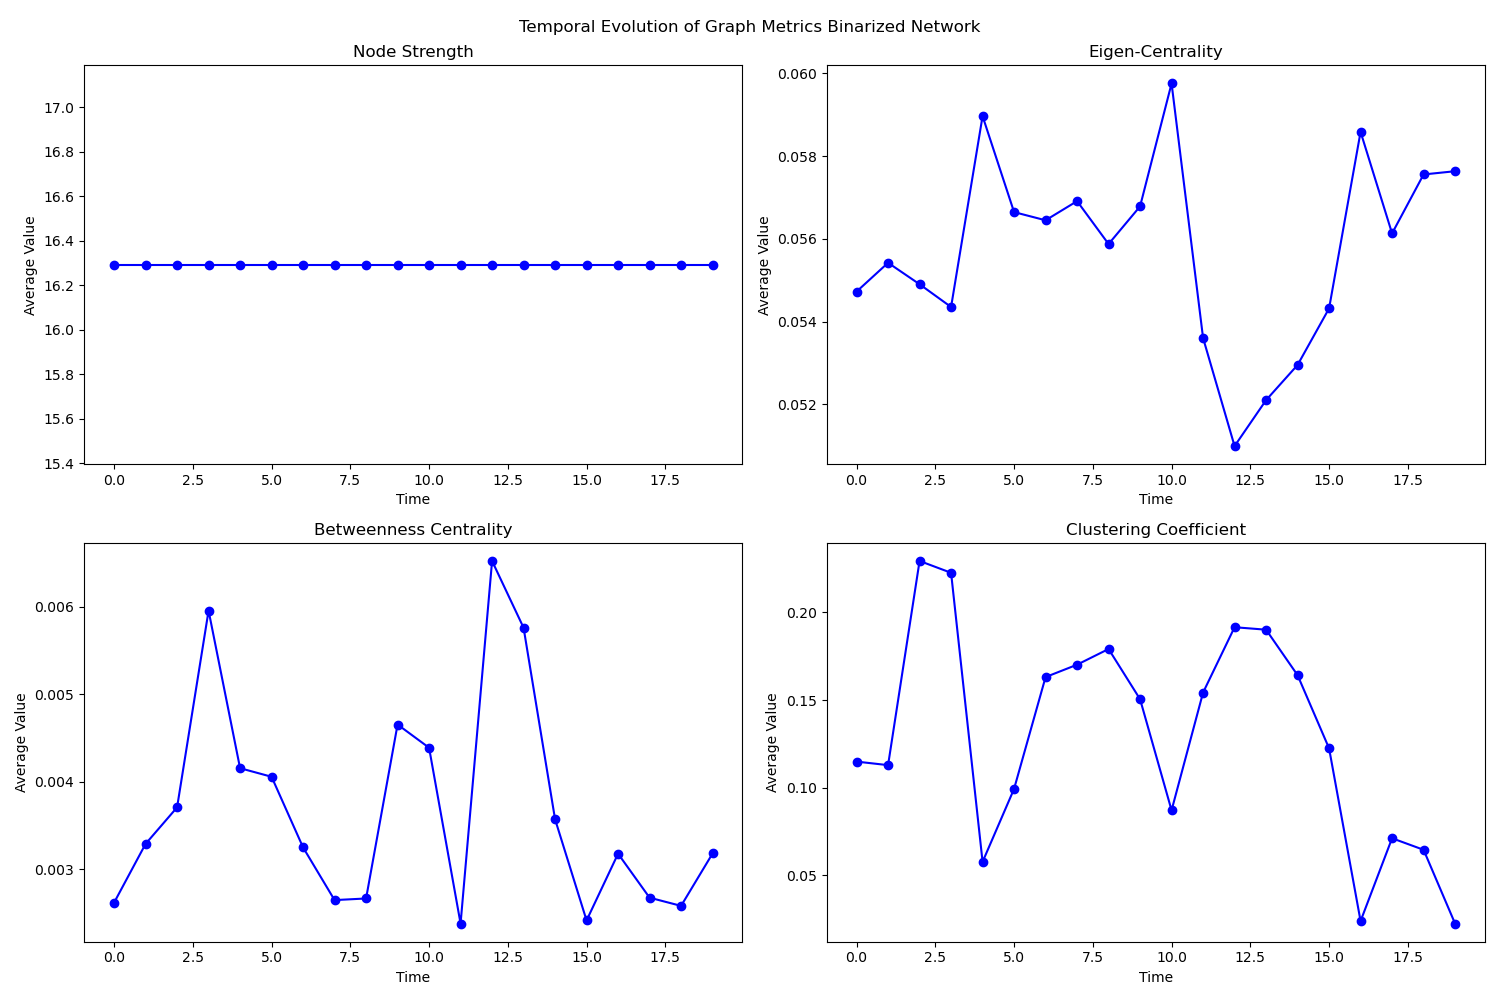 Temporal Evolution of Graph Metrics Binarized Network
Node Strength
17.0
16.8
16.6
16.4
16.2
16.0
15.8
15.6
15.4
Average Value
0.0 2.5 5.0 7.5 10.0 12.5 15.0 17.5
Time
Eigen-Centrality
0.060
0.058
0.056
0.054
0.052
Average Value
0.0 2.5 5.0 7.5 10.0 12.5 15.0 17.5
Time
Betweenness Centrality
0.006
0.005
0.004
0.003
Average Value
0.0 2.5 5.0 7.5 10.0 12.5 15.0 17.5
Time
Clustering Coefficient
0.20
0.15
0.10
0.05
Average Value
0.0 2.5 5.0 7.5 10.0 12.5 15.0 17.5
Time